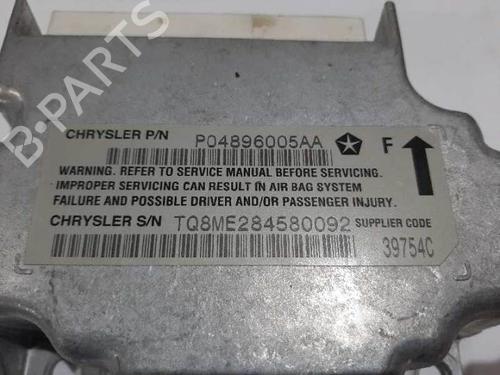 CHRYSLER P/N P04896005AA F
WARNING. REFER TO SERVICE MANUAL BEFORE SERVICING.
IMPROPER SERVICING CAN RESULT IN AIR BAG SYSTEM
FAILURE AND POSSIBLE DRIVER AND/OR PASSENGER INJURY.
CHRYSLER S/N TQ8ME284580092 SUPPLIER CODE
39754C
B-PARTS